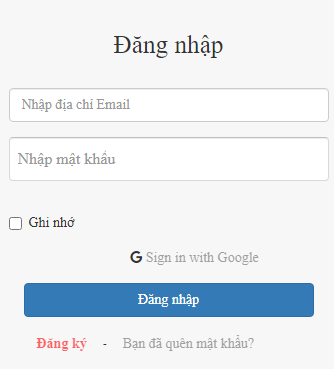 Đăng nhập
Nhập địa chỉ Email
Nhập mật khẩu
Ghi nhớ
Sign in with Google
Đăng nhập
Đăng ký - Bạn đã quên mật khẩu?